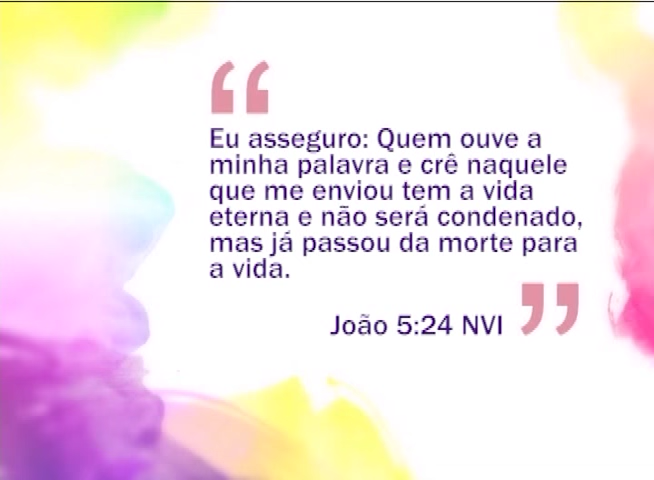 “
Eu asseguro: Quem ouve a
minha palavra e crê naquele
que me enviou tem a vida
eterna e não será condenado,
mas já passou da morte para
a vida.
João 5:24 NVI ”